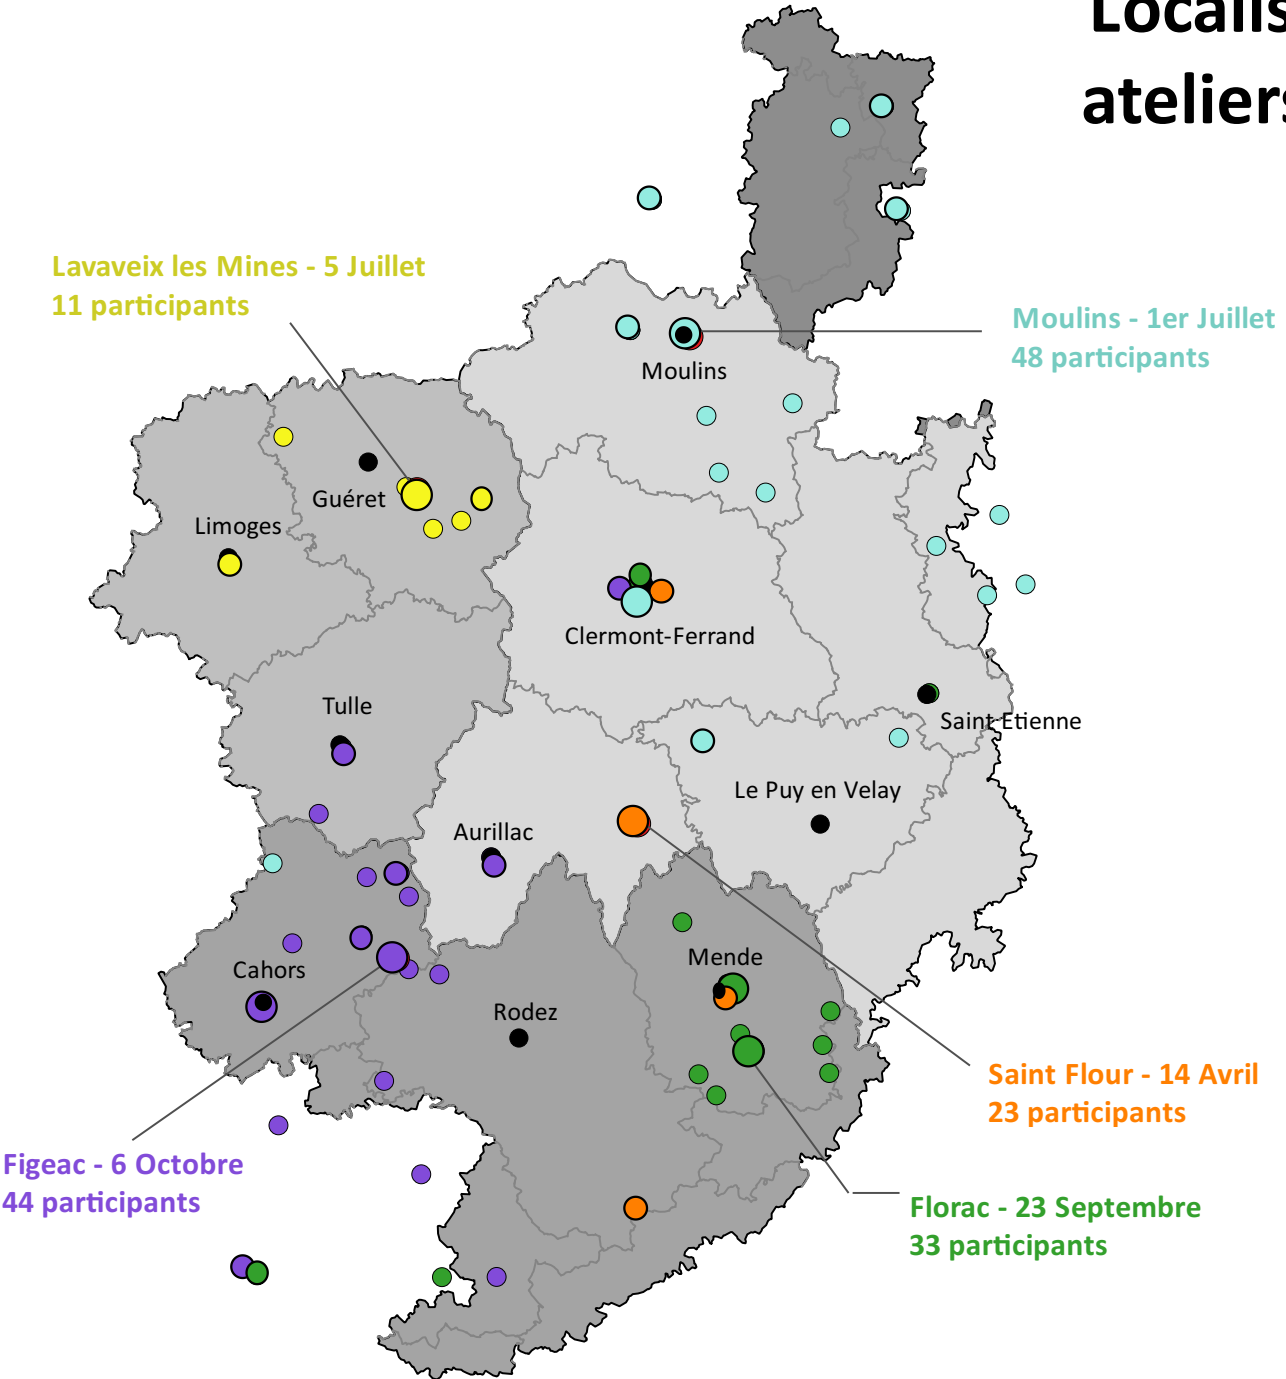 ateliers
Lavaveix les Mines - 5 Juillet
11 participants
Moulins - 1er Juillet
48 participants
Moulins
Guéret
Limoges
Clermont-Ferrand
Tulle
Saint Etienne
Le Puy en Velay
Aurillac
Mende
Cahors
Rodez
Saint Flour - 14 Avril
23 participants
Figeac - 6 Octobre
44 participants
Florac - 23 Septembre
33 participants